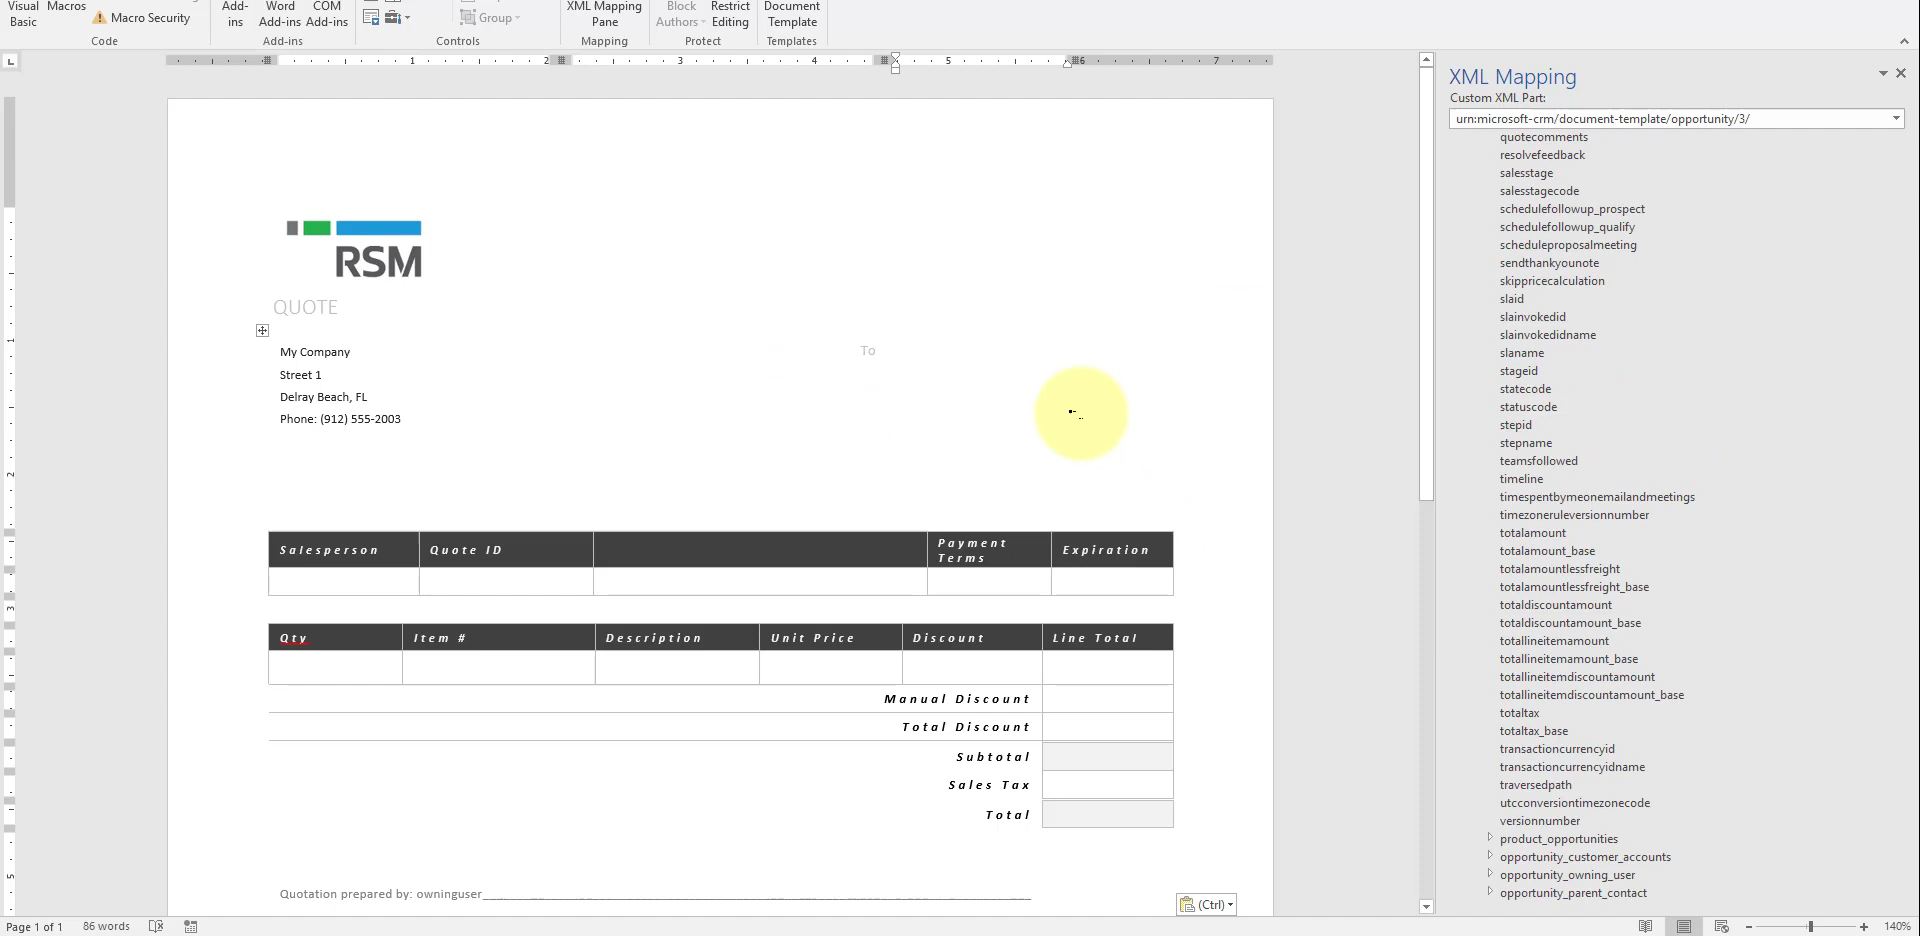 Visual
Basic
Macros
Macro Security
Code
Add-
ins
Word
Add-ins
COM
Add-ins
Add-ins
Group
Controls
XML Mapping
Pane
Mapping
Block
Authors
Restrict
Editing
Protect
Document
Template
Templates
1 2 3 4 5 6 7
XML Mapping
Custom XML Part:
urn:microsoft-crm/document-template/opportunity/3/
quotecomments
resolvefeedback
salesstage
salesstagecode
schedulefollowup_prospect
schedulefollowup_qualify
scheduleproposalmeeting
sendthankyounote
skippricecalculation
slaid
slainvokedid
slainvokedidname
slaname
stageid
statecode
statuscode
stepid
stepname
teamsfollowed
timeline
timespentbymeonemailandmeetings
timezoneruleversionnumber
totalamount
totalamount_base
totalamountlessfreight
totalamountlessfreight_base
totaldiscountamount
totaldiscountamount_base
totallineitemamount
totallineitemamount_base
totallineitemdiscountamount
totallineitemdiscountamount_base
totaltax
totaltax_base
transactioncurrencyid
transactioncurrencyidname
traversedpath
utcconversiontimezonecode
versionnumber
product_opportunities
opportunity_customer_accounts
opportunity_owning_user
opportunity_parent_contact
RSM
QUOTE
My Company
Street 1
Delray Beach, FL
Phone: (912) 555-2003
To
Salesperson Quote ID Payment Terms Expiration
Qty Item # Description Unit Price Discount Line Total
Manual Discount
Total Discount
Subtotal
Sales Tax
Total
Quotation prepared by: owninguser
(Ctrl)
Page 1 of 1 86 words 140%